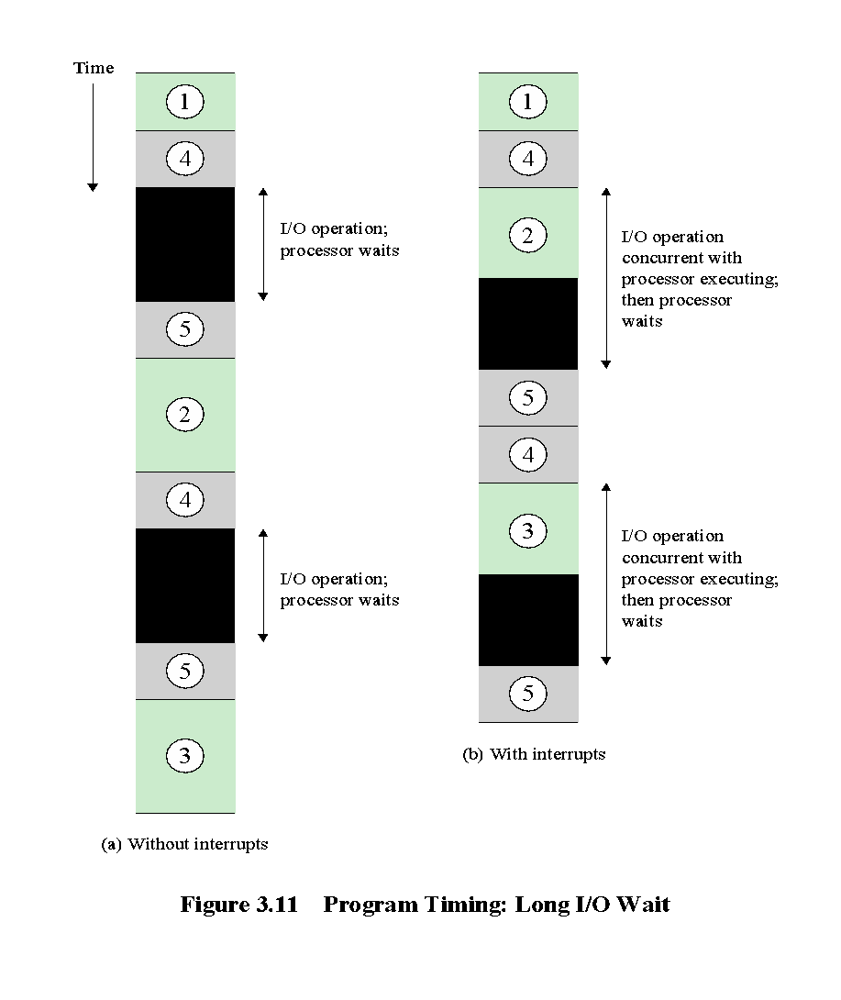 Time
1
4
I/O operation;
processor waits
5
2
4
I/O operation;
processor waits
5
3
(a) Without interrupts
1
4
2
I/O operation
concurrent with
processor executing;
then processor
waits
5
4
3
I/O operation
concurrent with
processor executing;
then processor
waits
5
(b) With interrupts
Figure 3.11 Program Timing: Long I/O Wait